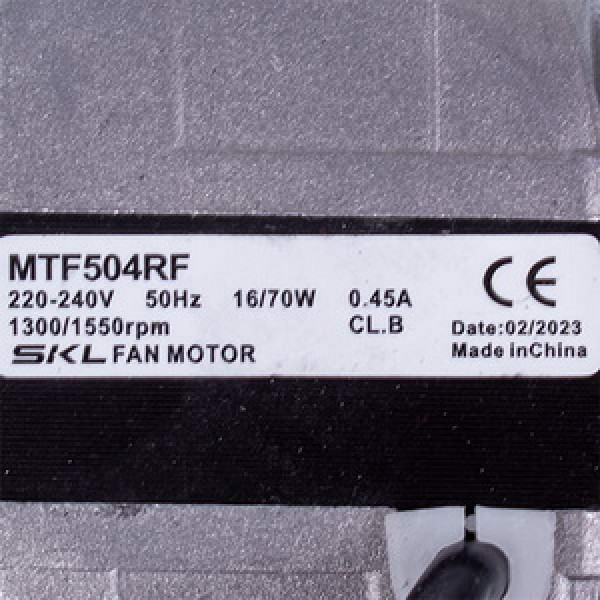 MTF504RF
220-240V 50Hz 16/70W 0.45A
1300/1550rpm CL.B
SKL FAN MOTOR
CE
Date:02/2023
Made inChina